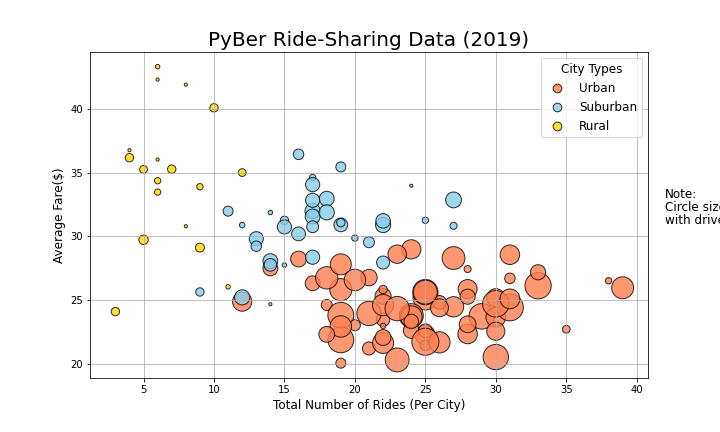 PyBer Ride-Sharing Data (2019)
City Types
Urban
Suburban
Rural
40
35
30
25
20
Average Fare($)
5
10
15
20
25
30
35
40
Total Number of Rides (Per City)
Note:
Circle size
with drive